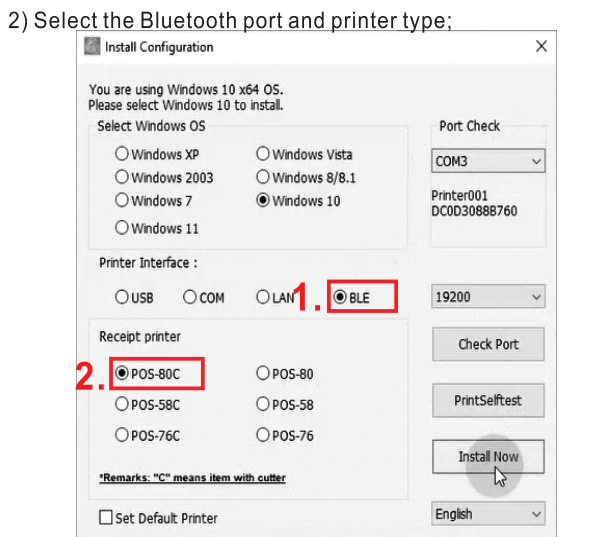 2) Select the Bluetooth port and printer type;
Install Configuration
You are using Windows 10 x64 OS.
Please select Windows 10 to install.
Select Windows OS
Port Check
Windows XP
Windows Vista
COM3
Windows 2003
Windows 8/8.1
Printer001
Windows 7
Windows 10
DC0D3088B760
Windows 11
Printer Interface :
USB
COM
LAN
1.
BLE
19200
Receipt printer
Check Port
2.
POS-80C
POS-80
POS-58C
POS-58
PrintSelftest
POS-76C
POS-76
Install Now
*Remarks: "C" means item with cutter
Set Default Printer
English